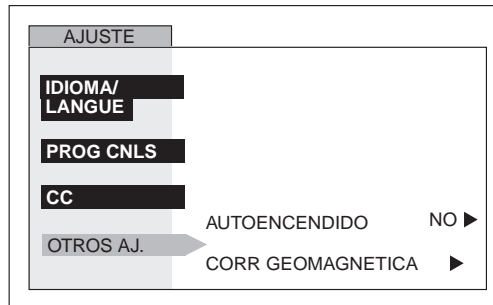 AJUSTE
IDIOMA/
LANGUE
PROG CNLS
CC
OTROS AJ.
AUTOENCENDIDO NO
CORR GEOMAGNETICA